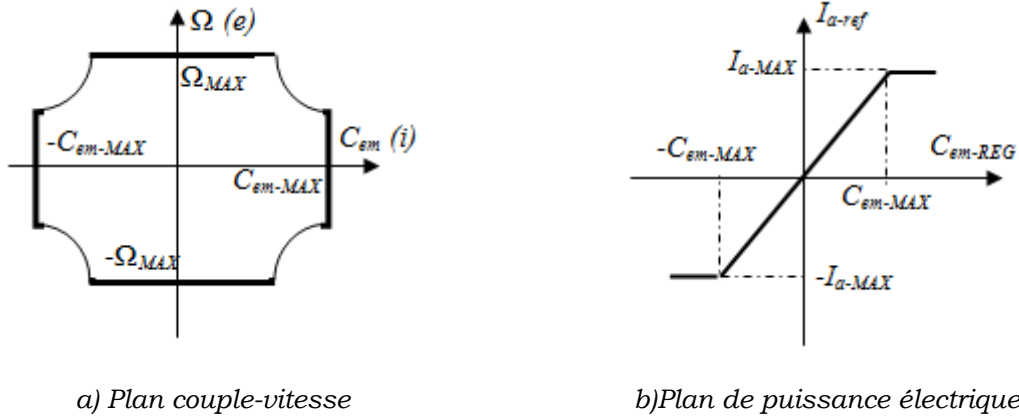 Ω (e)
Ω_MAX
-C_em-MAX
C_em (i)
C_em-MAX
-Ω_MAX
a) Plan couple-vitesse
I_a-ref
I_a-MAX
-C_em-MAX
C_em-REG
C_em-MAX
-I_a-MAX
b)Plan de puissance électrique